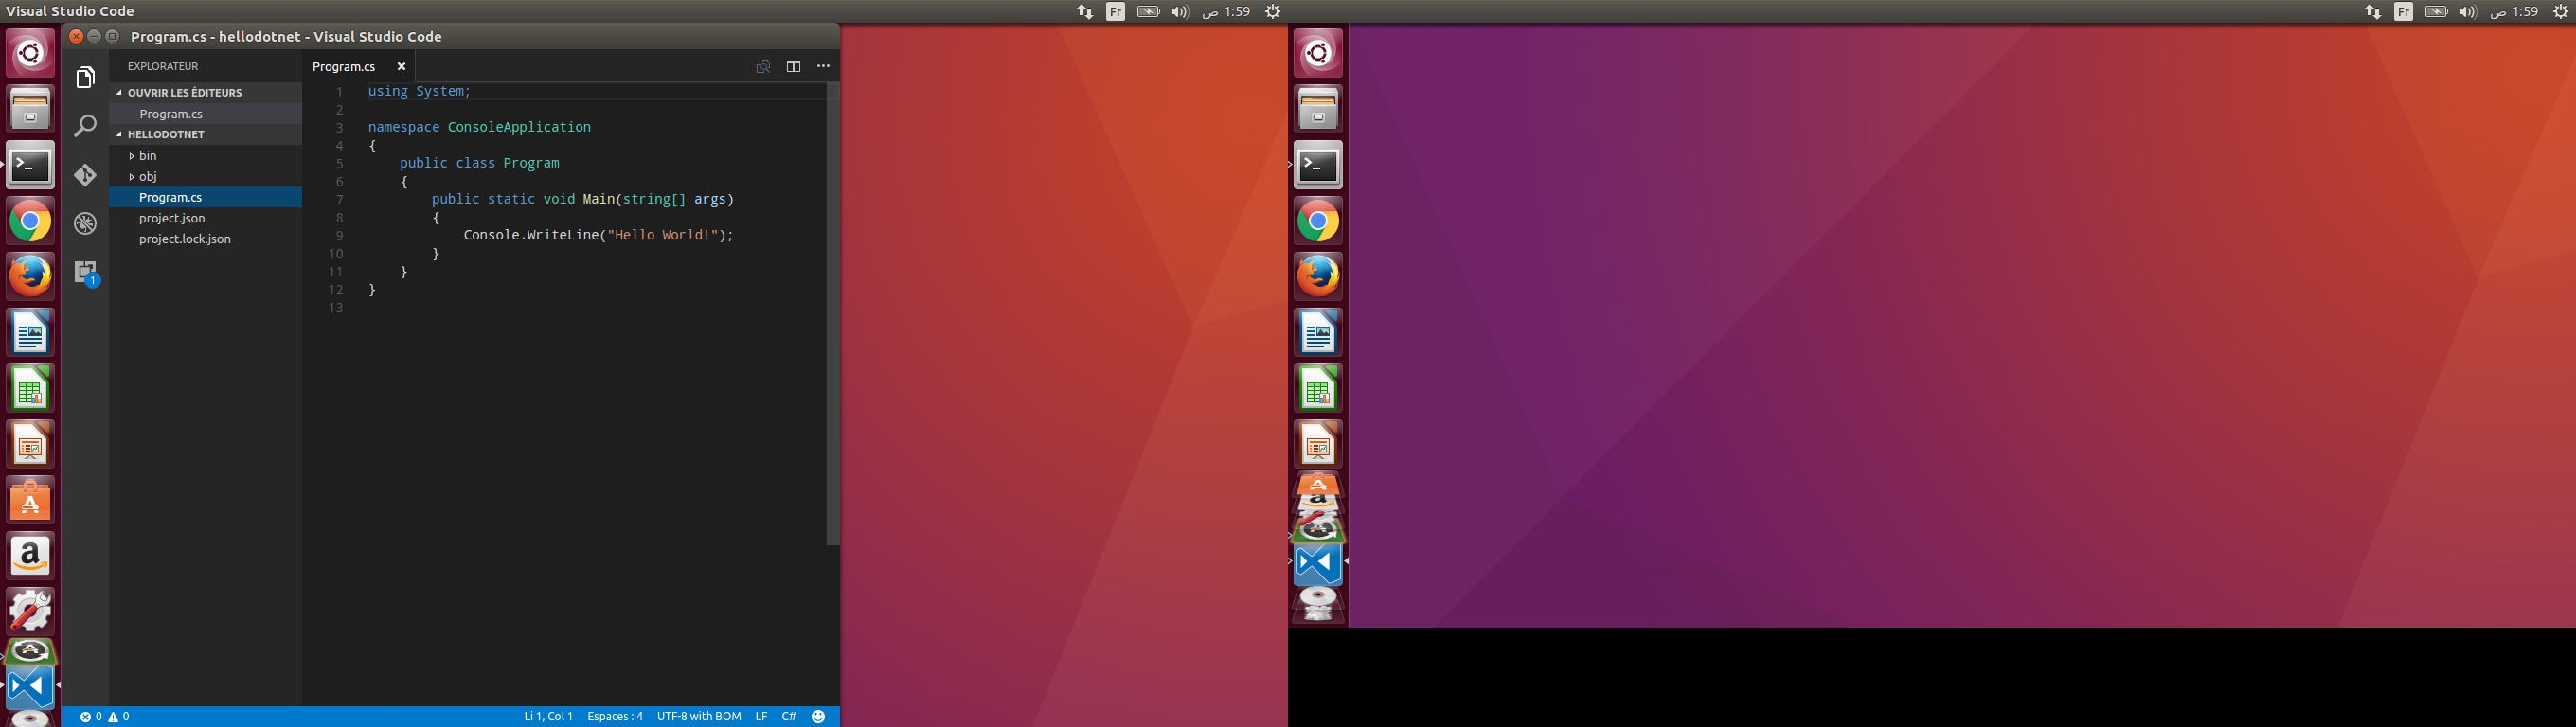 Visual Studio Code
Fr
1:59 ص
Fr
1:59 ص
Program.cs - hellodotnet - Visual Studio Code
EXPLORATEUR
OUVRIR LES ÉDITEURS
Program.cs
HELLODOTNET
bin
obj
Program.cs
project.json
project.lock.json
1
Program.cs
1 using System;
2
3 namespace ConsoleApplication
4 {
5     public class Program
6     {
7         public static void Main(string[] args)
8         {
9             Console.WriteLine("Hello World!");
10         }
11     }
12 }
13
0 0
Li 1, Col 1 Espaces : 4 UTF-8 with BOM LF C#